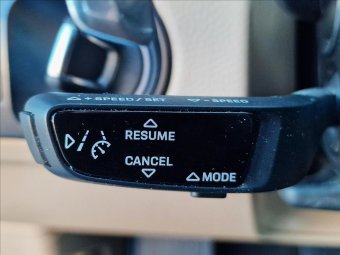 △ + SPEED/SET ▽ - SPEED
△
RESUME
CANCEL
▽
△ MODE